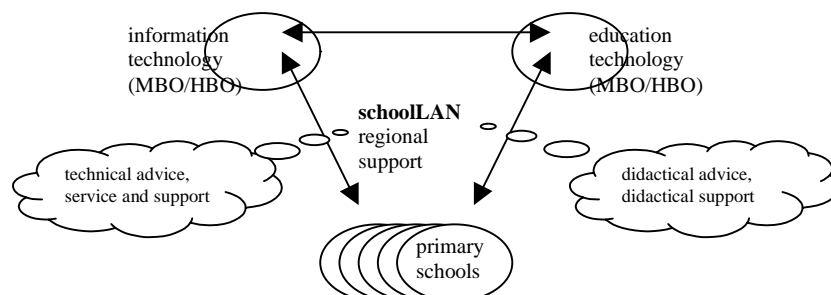 information
technology
(MBO/HBO)
education
technology
(MBO/HBO)
schoolLAN
regional
support
technical advice,
service and support
didactical advice,
didactical support
primary
schools